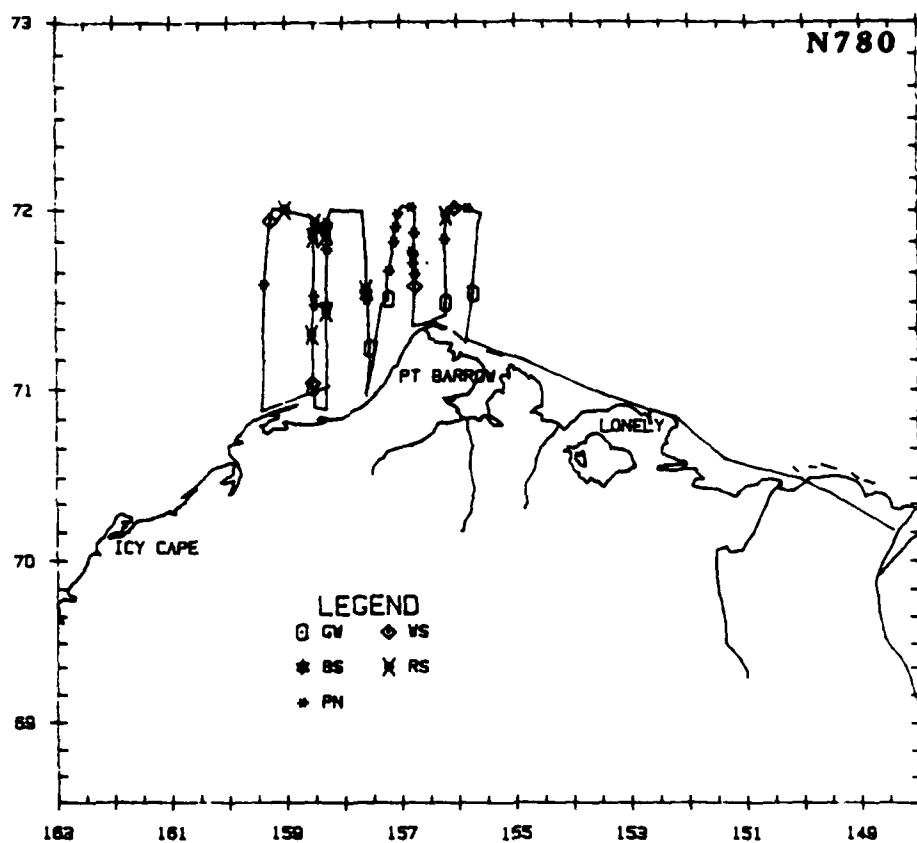 73
N780
72
71
PT BARROW
LONELY
70
ICY CAPE
LEGEND
GW WS
BS RS
PN
69
163 161 159 157 155 153 151 149